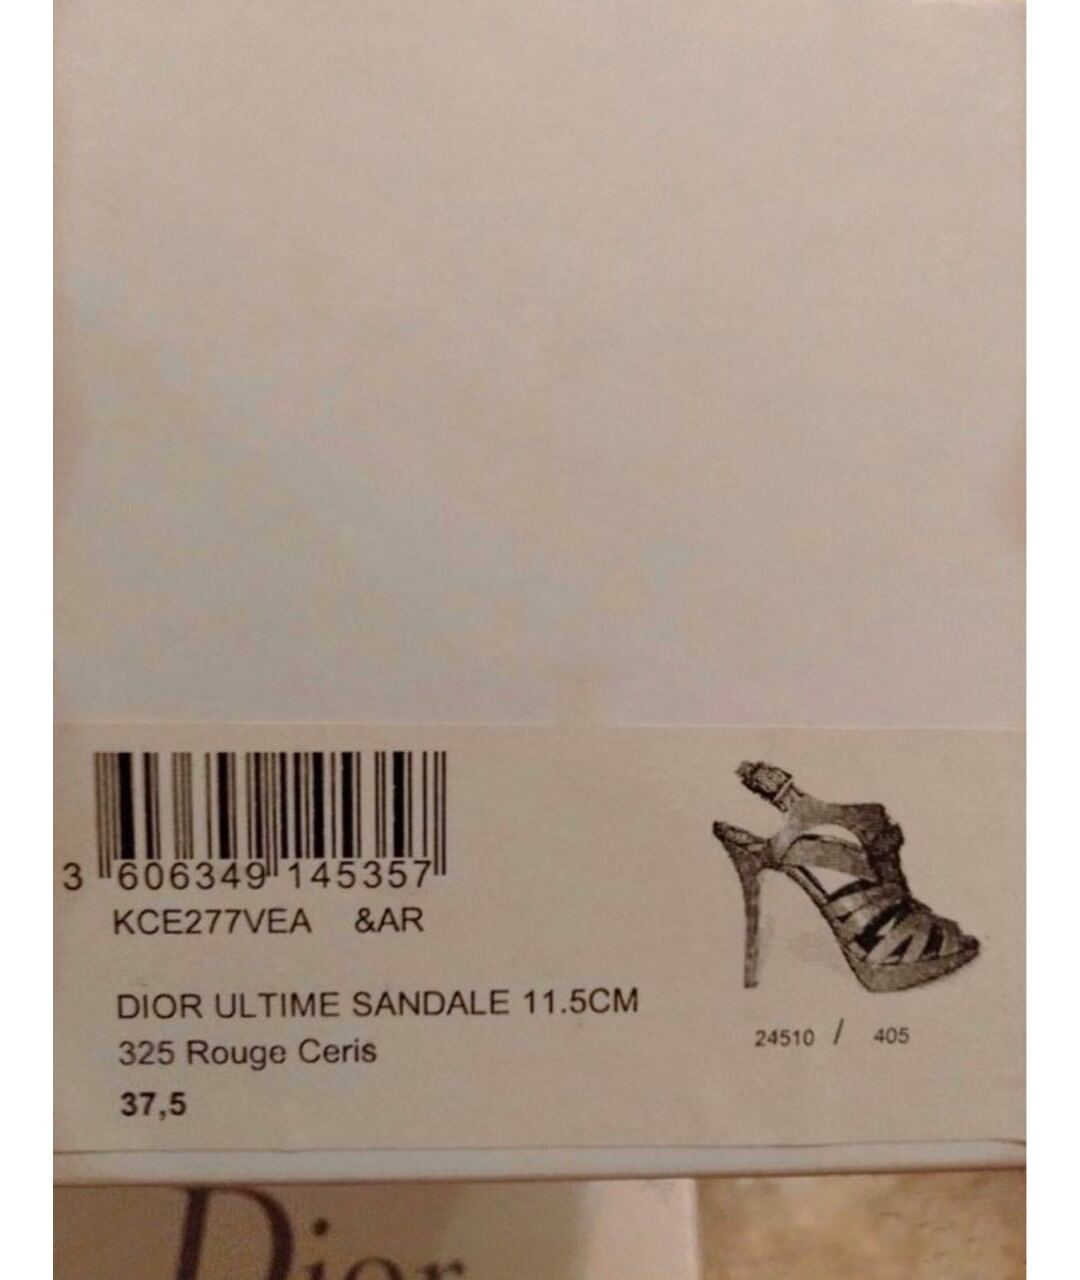 3 606349 145357
KCE277VEA &AR
DIOR ULTIME SANDALE 11.5CM
325 Rouge Ceris
37,5
24510 / 405
Dior